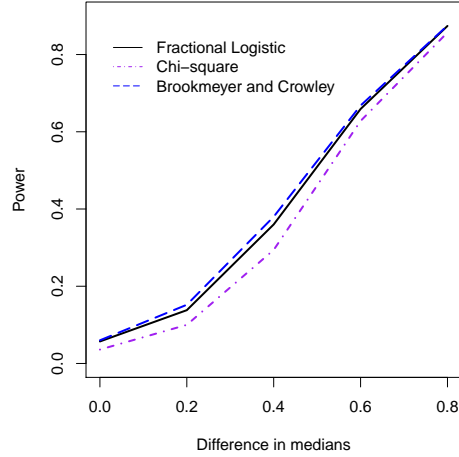 Fractional Logistic
Chi−square
Brookmeyer and Crowley
Power
0.8
0.6
0.4
0.2
0.0
0.0 0.2 0.4 0.6 0.8
Difference in medians